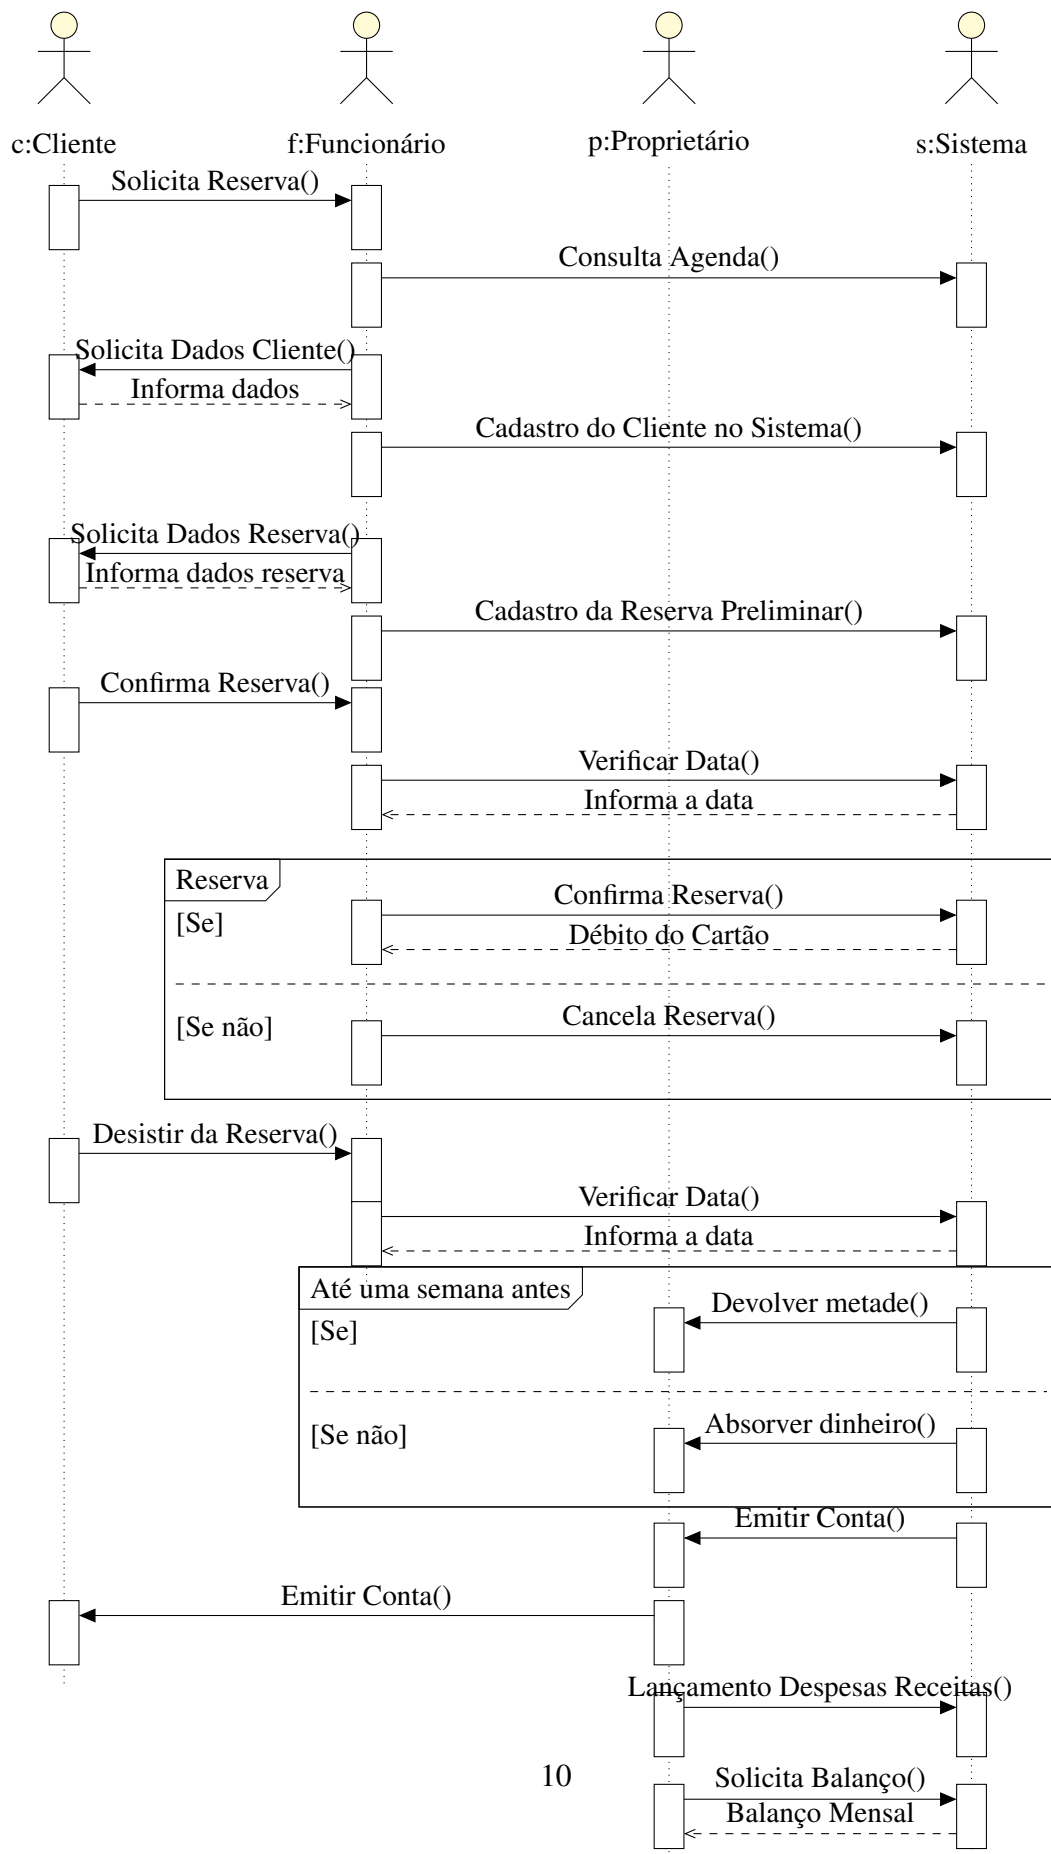 c:Cliente
f:Funcionário
p:Proprietário
s:Sistema
Solicita Reserva()
Consulta Agenda()
Solicita Dados Cliente()
Informa dados
Cadastro do Cliente no Sistema()
Solicita Dados Reserva()
Informa dados reserva
Cadastro da Reserva Preliminar()
Confirma Reserva()
Verificar Data()
Informa a data
Reserva
Confirma Reserva()
[Se]
Débito do Cartão
[Se não]
Cancela Reserva()
Desistir da Reserva()
Verificar Data()
Informa a data
Até uma semana antes
Devolver metade()
[Se]
Absorver dinheiro()
[Se não]
Emitir Conta()
Emitir Conta()
Lançamento Despesas Receitas()
10
Solicita Balanço()
Balanço Mensal